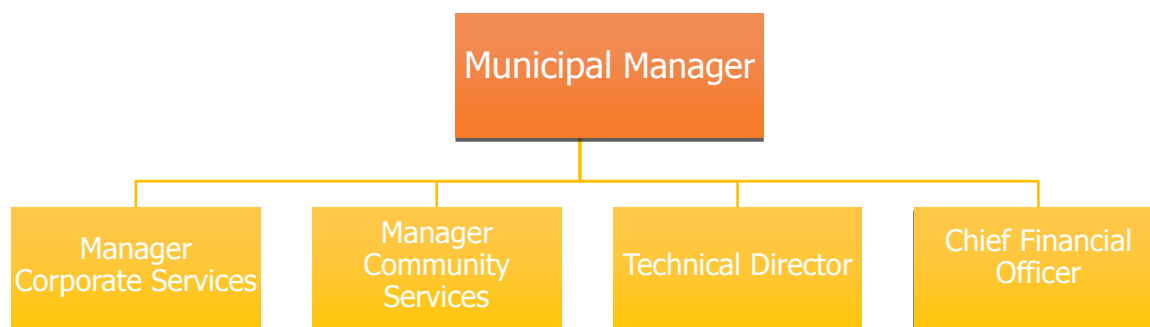 Municipal Manager
Manager
Corporate Services
Manager
Community
Services
Technical Director
Chief Financial
Officer